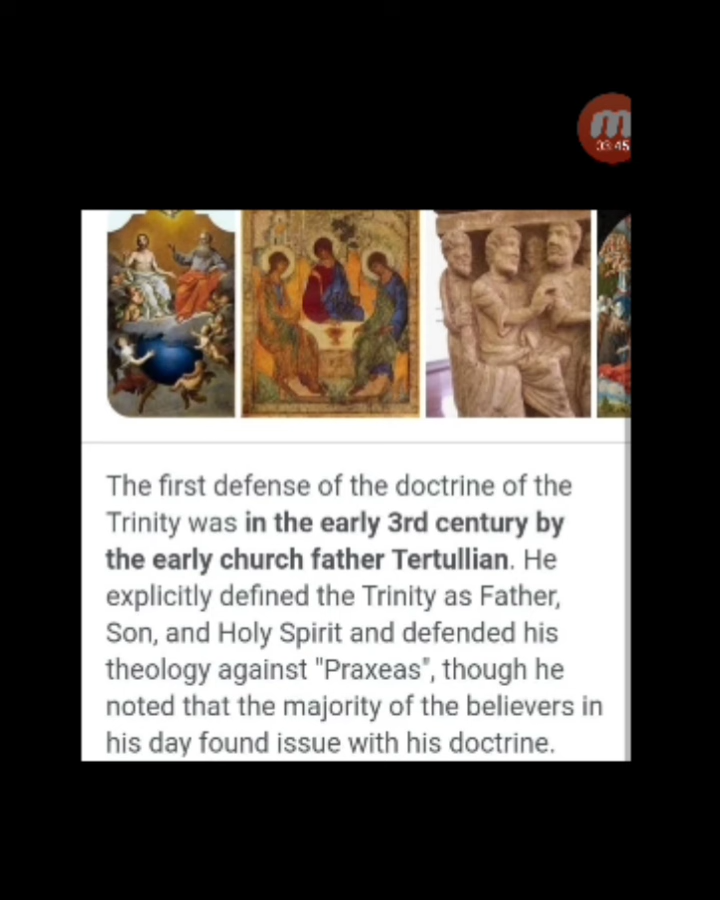 03:45
The first defense of the doctrine of the
Trinity was in the early 3rd century by
the early church father Tertullian. He
explicitly defined the Trinity as Father,
Son, and Holy Spirit and defended his
theology against "Praxeas", though he
noted that the majority of the believers in
his day found issue with his doctrine.